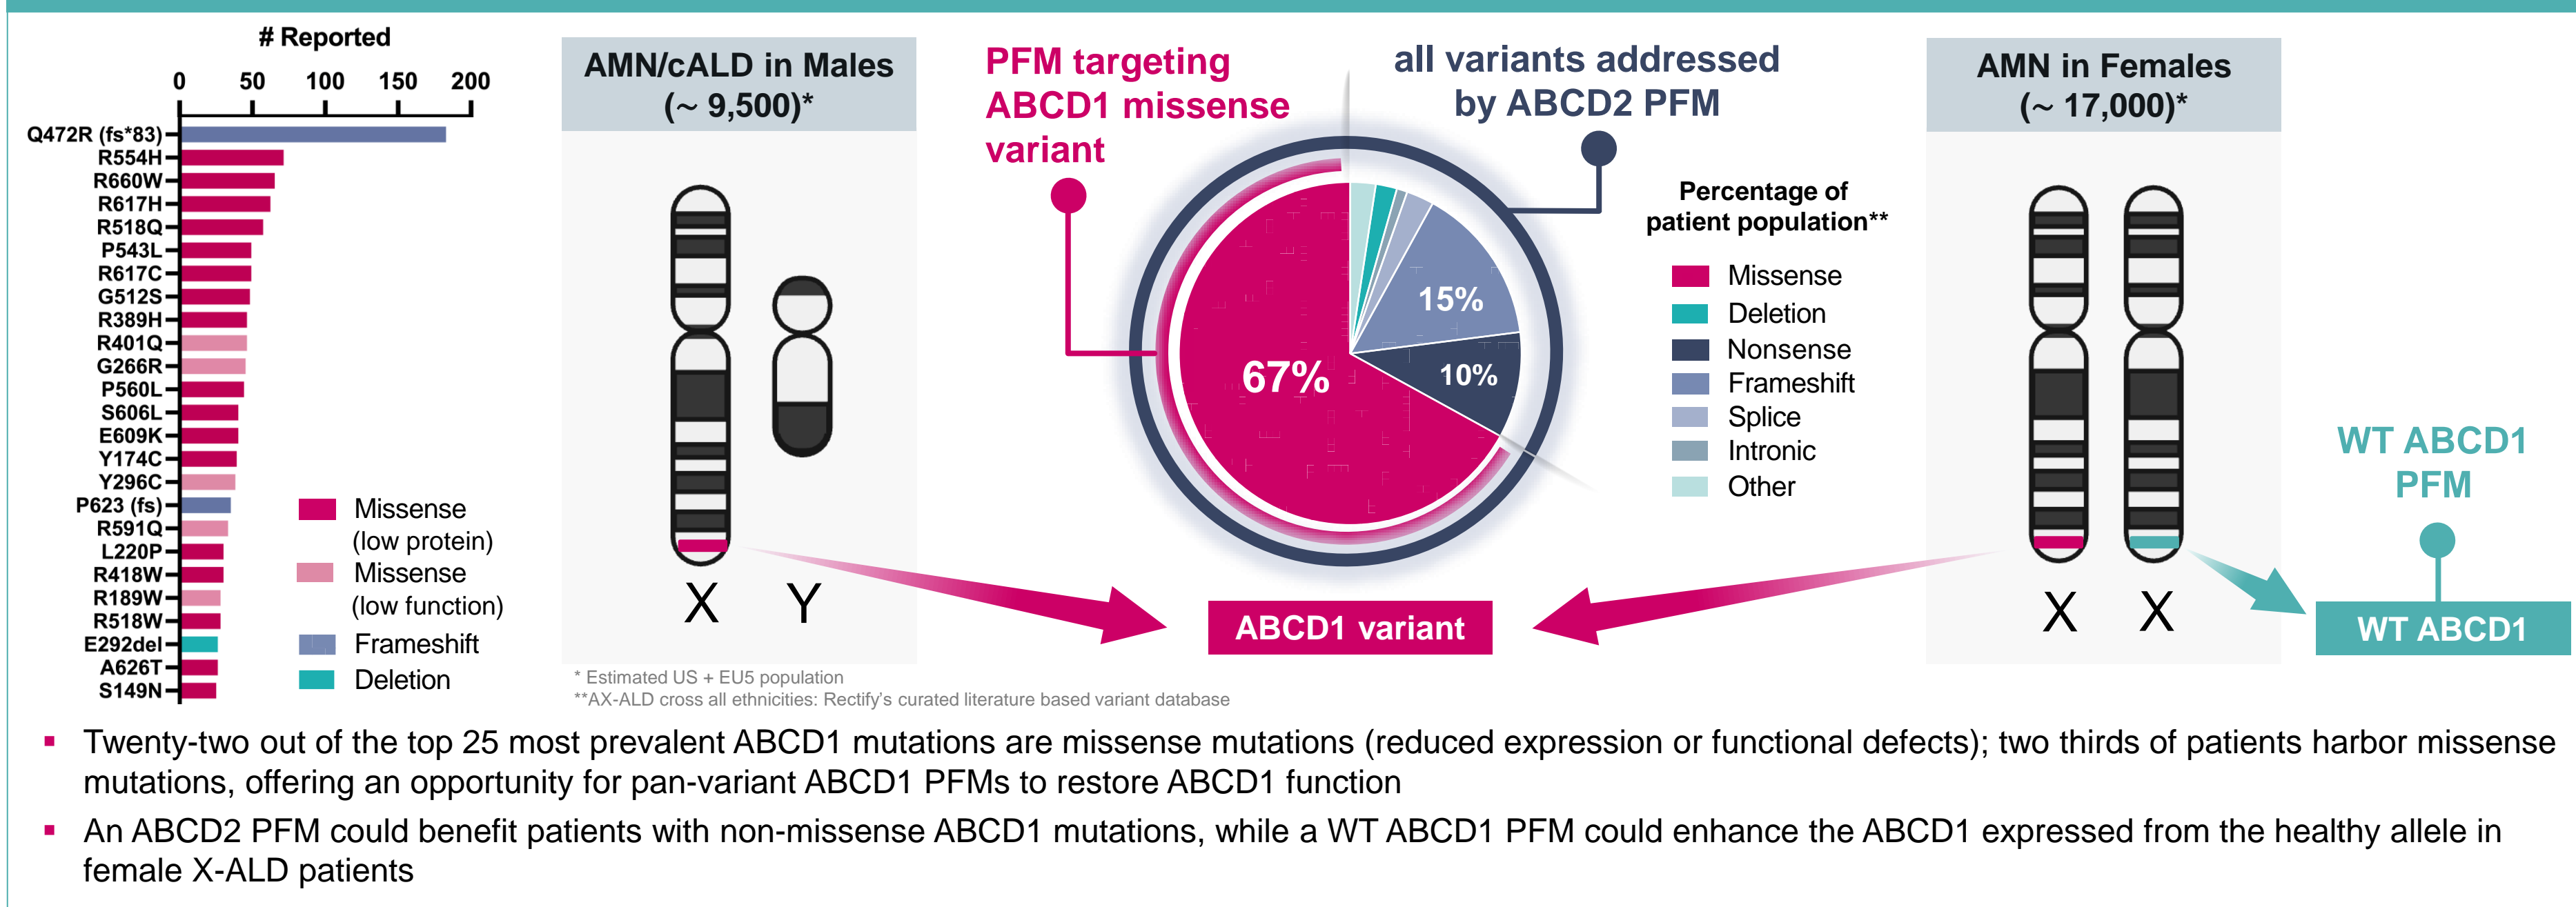 # Reported
0 50 100 150 200
Q472R (fs*83)
R554H
R660W
R617H
R518Q
P543L
R617C
G512S
R389H
R401Q
G266R
P560L
S606L
E609K
Y174C
Y296C
P623 (fs)
R591Q
L220P
R418W
R189W
R518W
E292del
A626T
S149N
Missense
(low protein)
Missense
(low function)
Frameshift
Deletion
AMN/cALD in Males
(~ 9,500)*
X Y
* Estimated US + EU5 population
**AX-ALD cross all ethnicities: Rectify's curated literature based variant database
PFM targeting
ABCD1 missense
variant
all variants addressed
by ABCD2 PFM
67%
15%
10%
Percentage of
patient population**
Missense
Deletion
Nonsense
Frameshift
Splice
Intronic
Other
ABCD1 variant
AMN in Females
(~ 17,000)*
X X
WT ABCD1
PFM
WT ABCD1
▪ Twenty-two out of the top 25 most prevalent ABCD1 mutations are missense mutations (reduced expression or functional defects); two thirds of patients harbor missense
mutations, offering an opportunity for pan-variant ABCD1 PFMs to restore ABCD1 function
▪ An ABCD2 PFM could benefit patients with non-missense ABCD1 mutations, while a WT ABCD1 PFM could enhance the ABCD1 expressed from the healthy allele in
female X-ALD patients